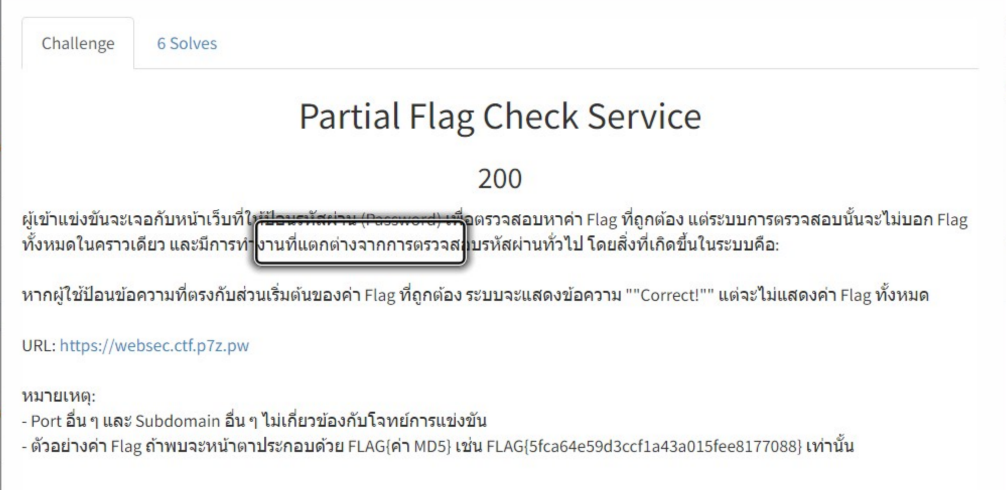 Challenge
6 Solves
Partial Flag Check Service
200
ผู้เข้าแข่งขันจะเจอกับหน้าเว็บที่ให้ป้อนรหัสผ่าน (Password) เพื่อตรวจสอบหาค่า Flag ที่ถูกต้อง แต่ระบบการตรวจสอบนั้นจะไม่บอก Flag
ทั้งหมดในคราวเดียว และมีการทำงานที่แตกต่างจากการตรวจสอบรหัสผ่านทั่วไป โดยสิ่งที่เกิดขึ้นในระบบคือ:
หากผู้ใช้ป้อนข้อความที่ตรงกับส่วนเริ่มต้นของค่า Flag ที่ถูกต้อง ระบบจะแสดงข้อความ ""Correct!"" แต่จะไม่แสดงค่า Flag ทั้งหมด
URL: https://websec.ctf.p7z.pw
หมายเหตุ:
- Port อื่น ๆ และ Subdomain อื่น ๆ ไม่เกี่ยวข้องกับโจทย์การแข่งขัน
- ตัวอย่างค่า Flag ถ้าพบจะหน้าตาประกอบด้วย FLAG{ค่า MD5} เช่น FLAG{5fca64e59d3ccf1a43a015fee8177088} เท่านั้น